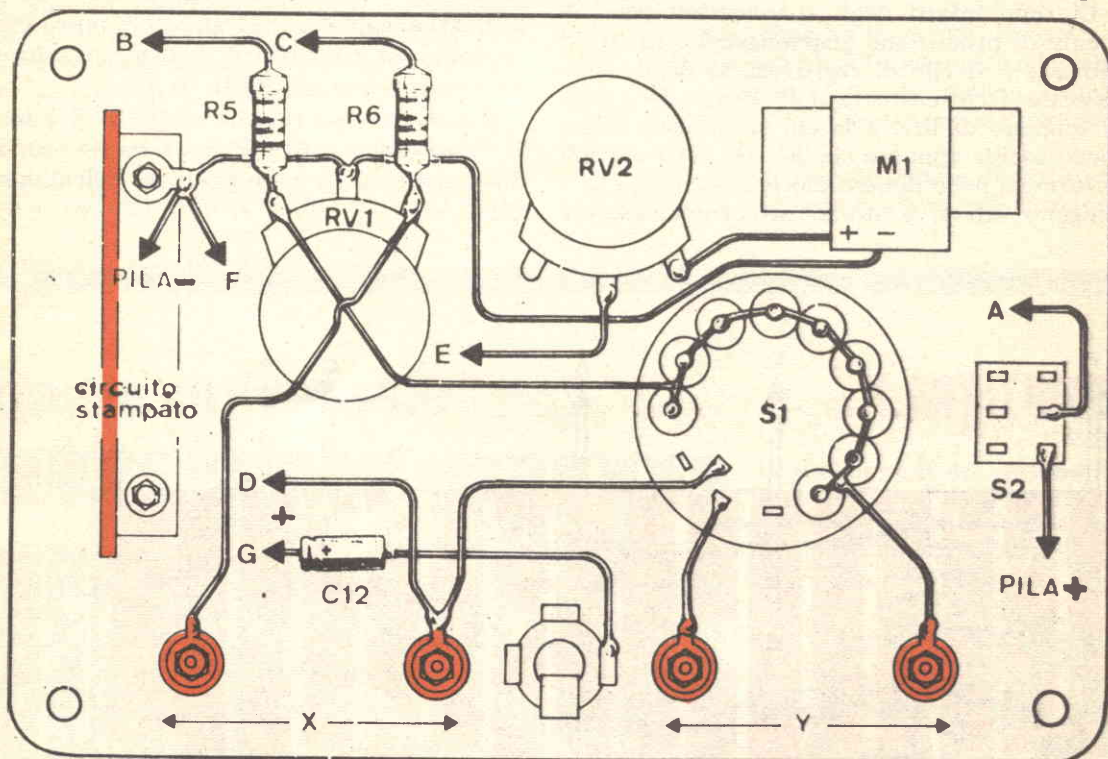 B
C
R5
R6
RV2
M1
+ -
RV1
PILA-
F
A
E
circuito
stampato
S1
D
S2
+
G
+
C12
PILA +
X
Y